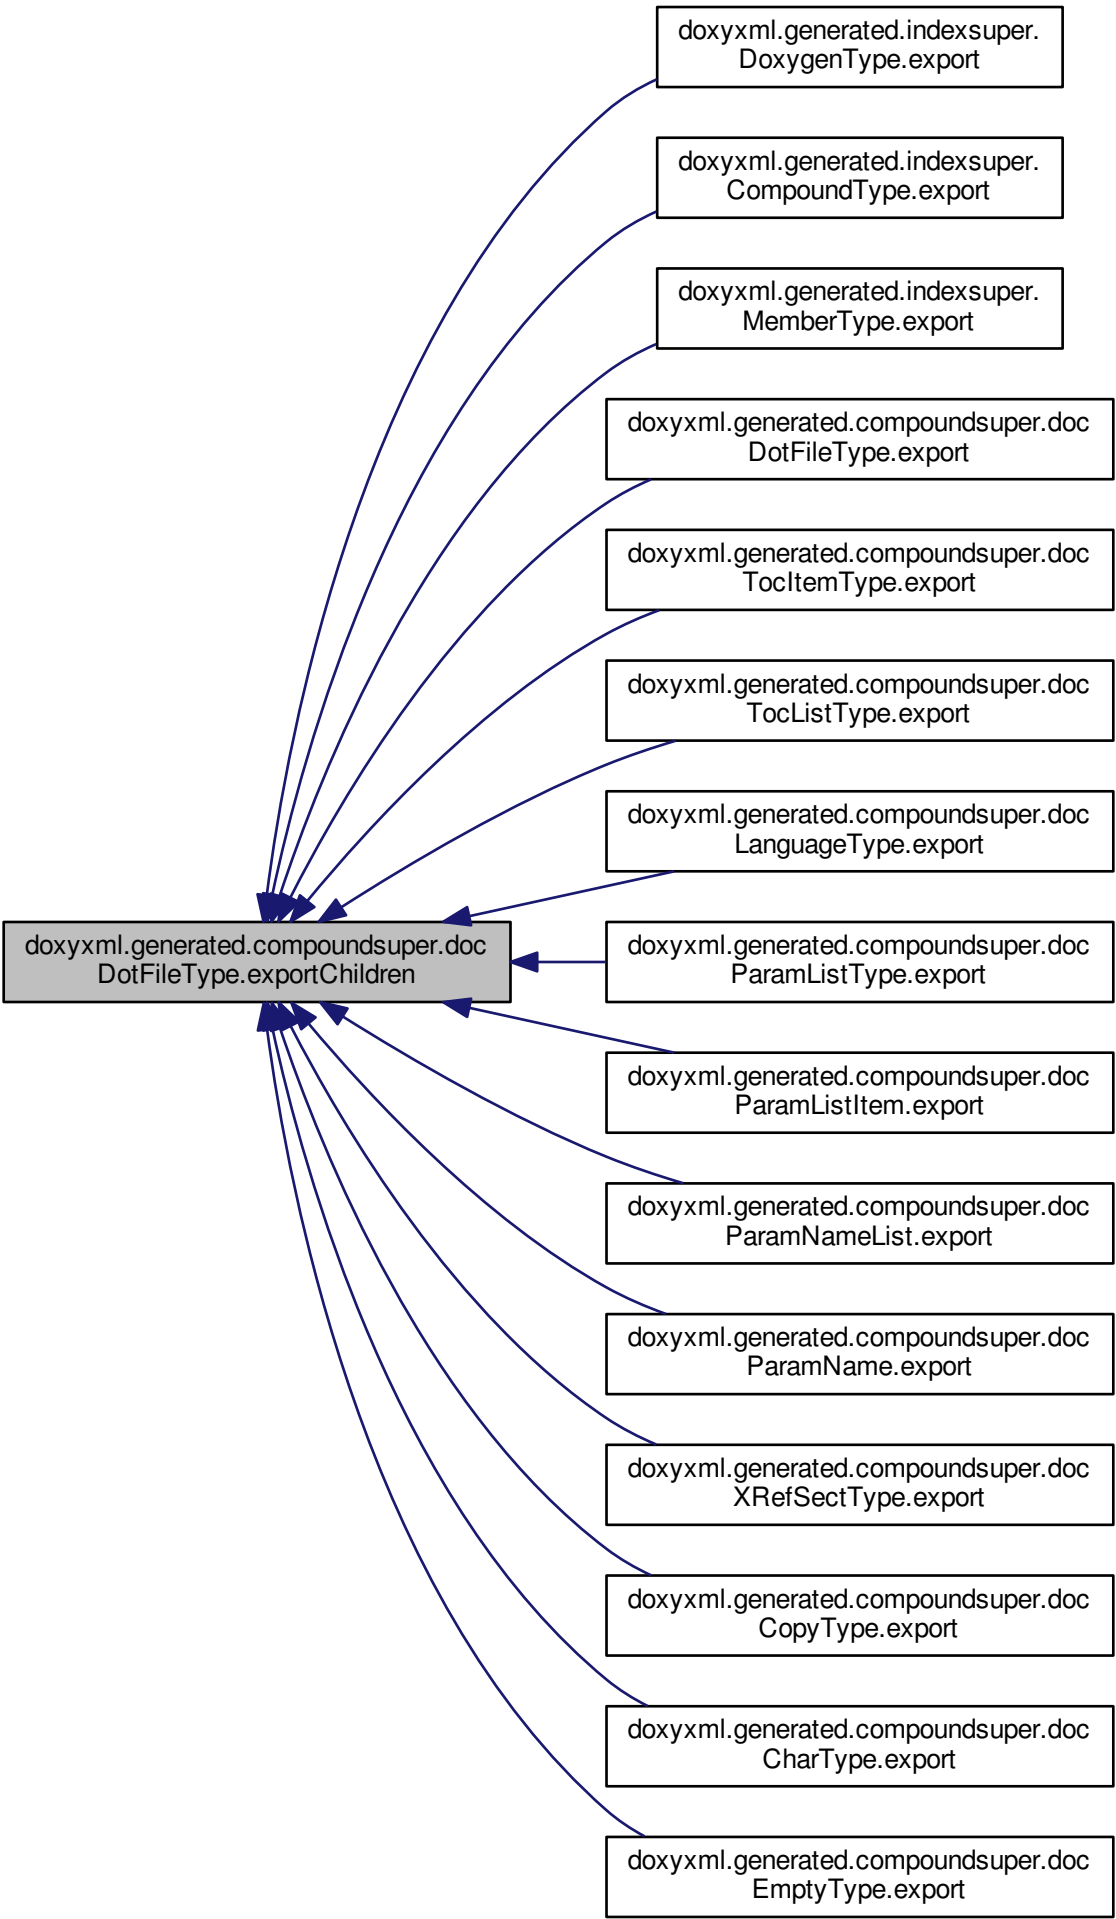 doxyxml.generated.indexsuper.
DoxygenType.export
doxyxml.generated.indexsuper.
CompoundType.export
doxyxml.generated.indexsuper.
MemberType.export
doxyxml.generated.compoundsuper.doc
DotFileType.export
doxyxml.generated.compoundsuper.doc
TocItemType.export
doxyxml.generated.compoundsuper.doc
TocListType.export
doxyxml.generated.compoundsuper.doc
LanguageType.export
doxyxml.generated.compoundsuper.doc
DotFileType.exportChildren
doxyxml.generated.compoundsuper.doc
ParamListType.export
doxyxml.generated.compoundsuper.doc
ParamListItem.export
doxyxml.generated.compoundsuper.doc
ParamNameList.export
doxyxml.generated.compoundsuper.doc
ParamName.export
doxyxml.generated.compoundsuper.doc
XRefSectType.export
doxyxml.generated.compoundsuper.doc
CopyType.export
doxyxml.generated.compoundsuper.doc
CharType.export
doxyxml.generated.compoundsuper.doc
EmptyType.export